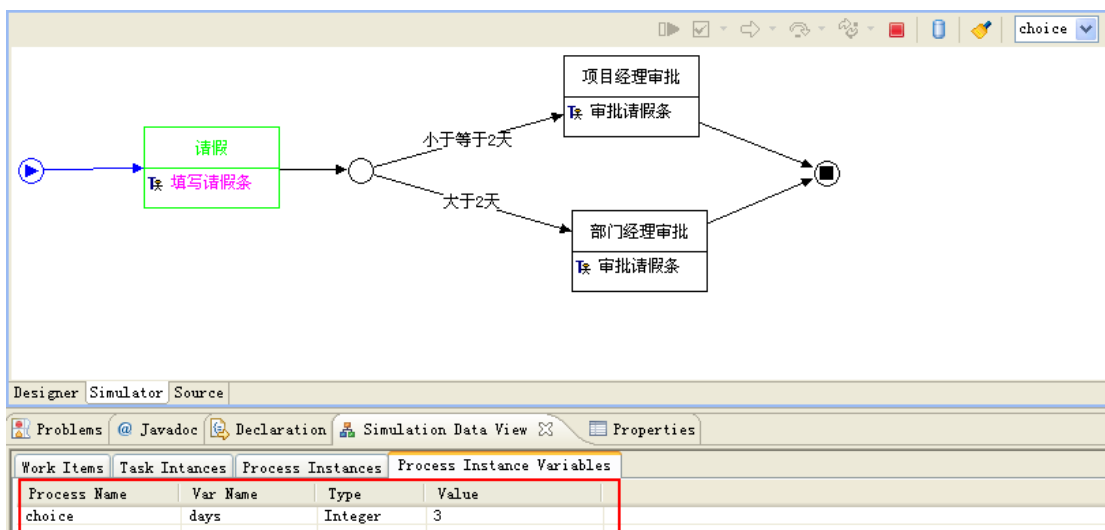 choice
项目经理审批
审批请假条
请假
填写请假条
小于等于2天
大于2天
部门经理审批
审批请假条
Designer Simulator Source
Problems @ Javadoc Declaration Simulation Data View Properties
Work Items Task Intances Process Instances Process Instance Variables
Process Name Var Name Type Value
choice days Integer 3